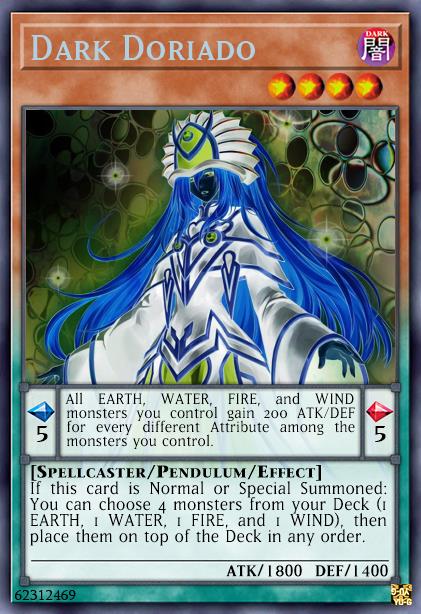 DARK DORIADO
DARK
闇
All EARTH, WATER, FIRE, and WIND
monsters you control gain 200 ATK/DEF
for every different Attribute among the
monsters you control.
5
5
[SPELLCASTER/PENDULUM/EFFECT]
If this card is Normal or Special Summoned:
You can choose 4 monsters from your Deck (1
EARTH, 1 WATER, 1 FIRE, and 1 WIND), then
place them on top of the Deck in any order.
ATK/1800 DEF/1400
62312469